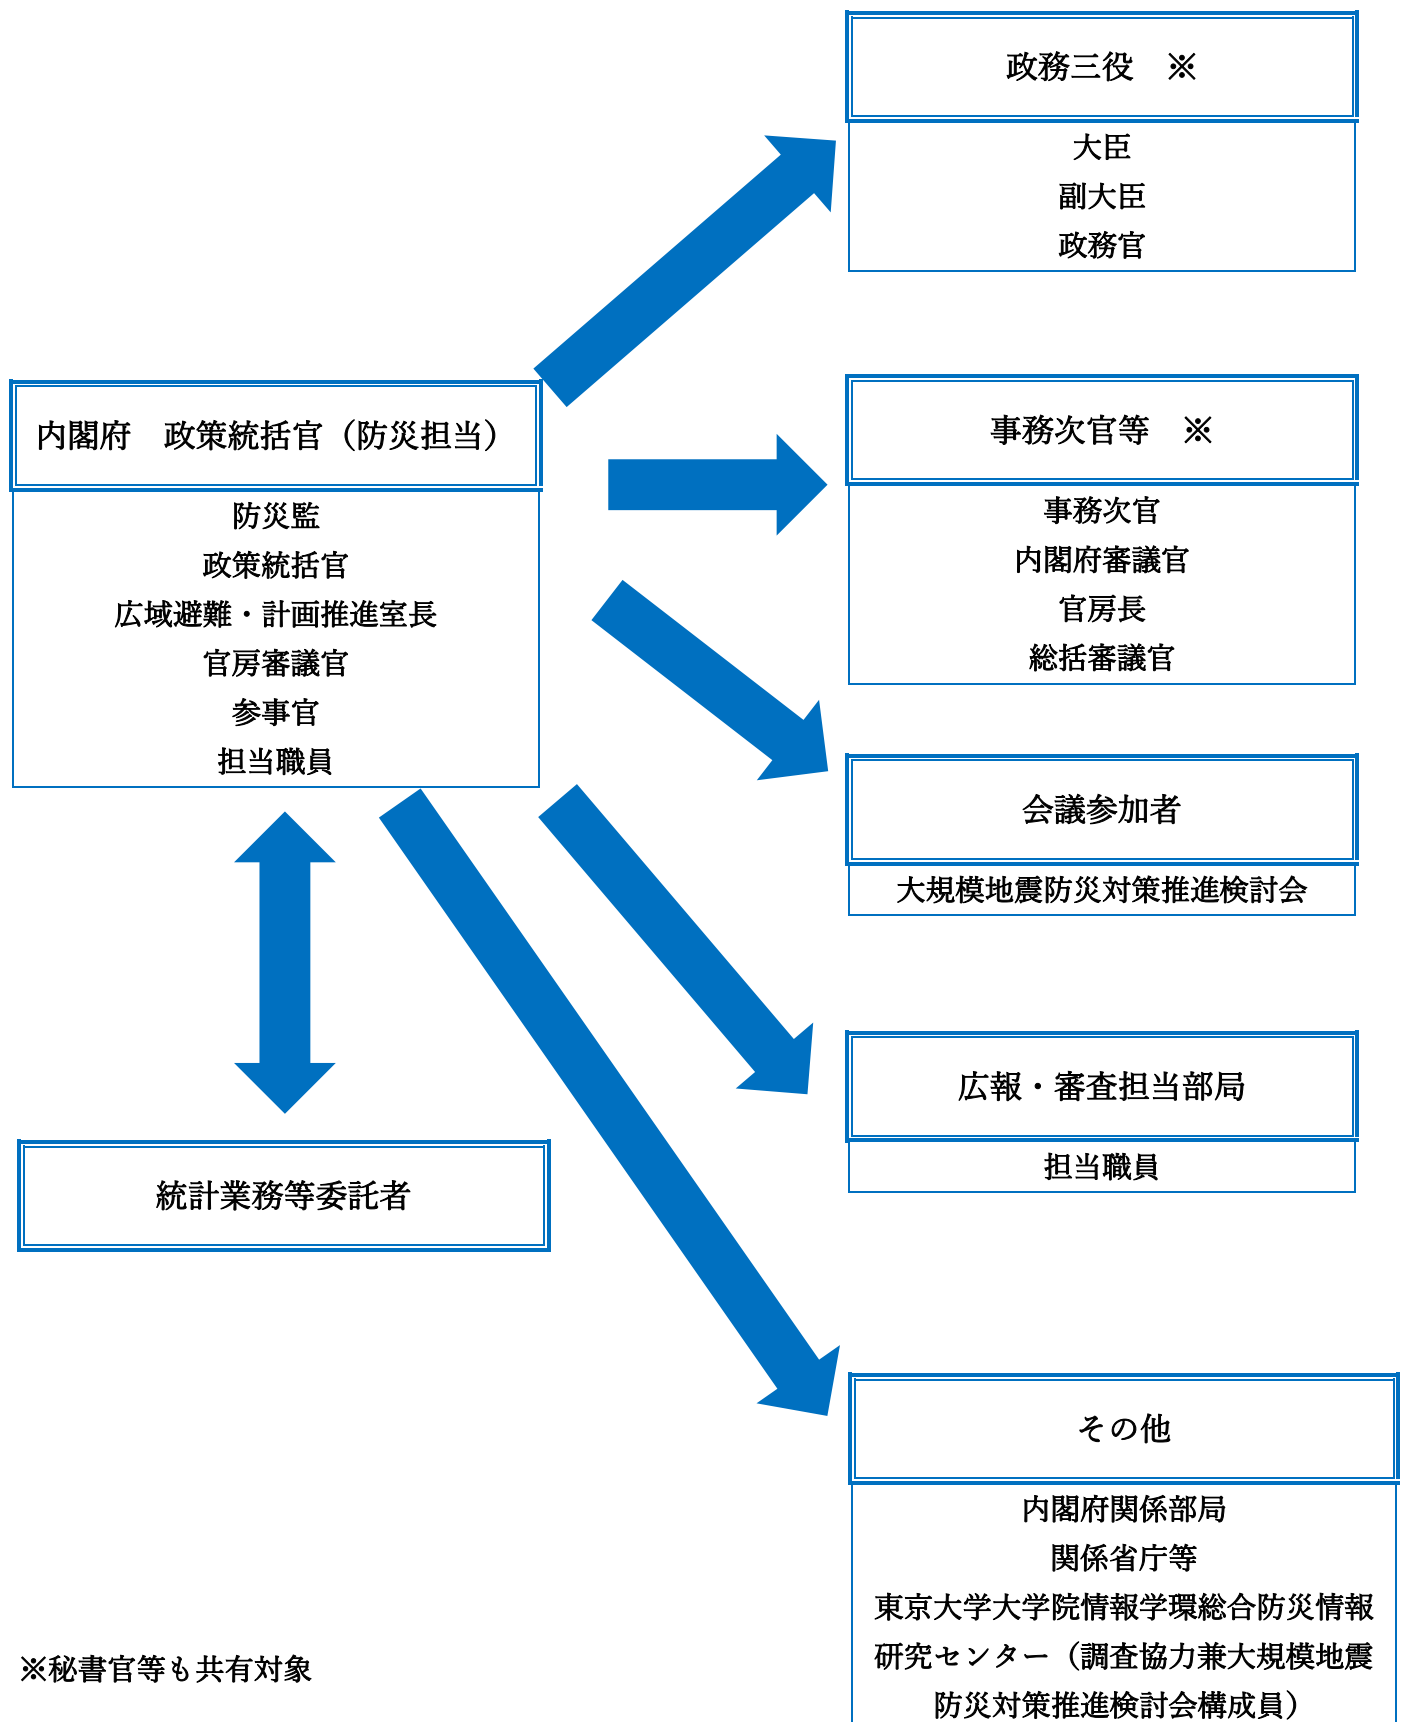 政務三役　※
大臣
副大臣
政務官
内閣府　政策統括官（防災担当）
防災監
政策統括官
広域避難・計画推進室長
官房審議官
参事官
担当職員
事務次官等　※
事務次官
内閣府審議官
官房長
総括審議官
会議参加者
大規模地震防災対策推進検討会
広報・審査担当部局
担当職員
統計業務等委託者
その他
内閣府関係部局
関係省庁等
東京大学大学院情報学環総合防災情報
研究センター（調査協力兼大規模地震
防災対策推進検討会構成員）
※秘書官等も共有対象